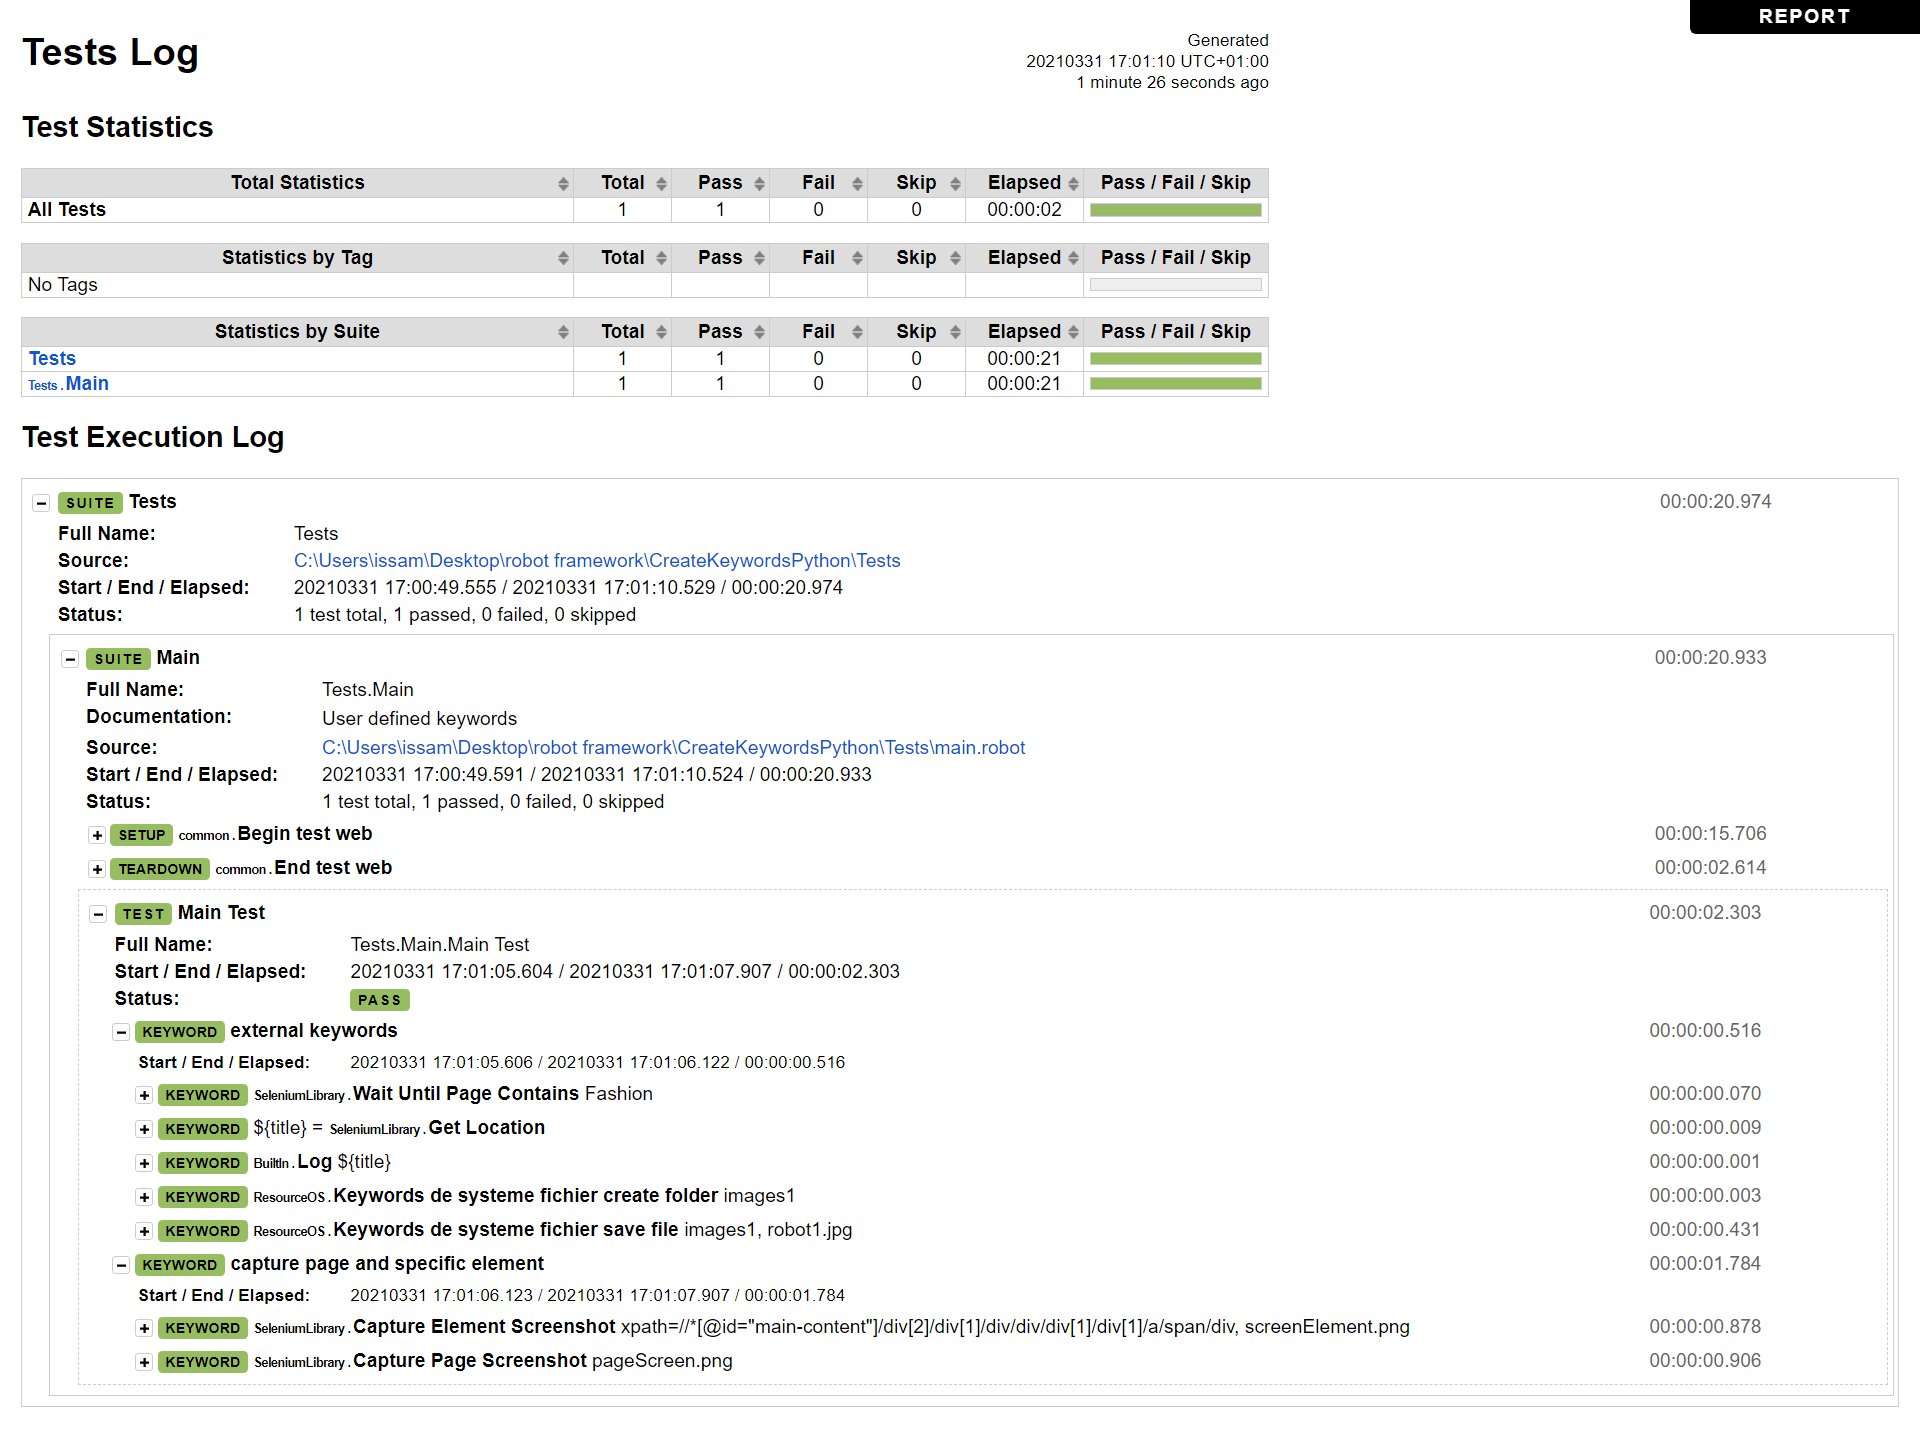 REPORT
Tests Log
Generated
20210331 17:01:10 UTC+01:00
1 minute 26 seconds ago
Test Statistics
Total Statistics Total Pass Fail Skip Elapsed Pass / Fail / Skip
All Tests 1 1 0 0 00:00:02
Statistics by Tag Total Pass Fail Skip Elapsed Pass / Fail / Skip
No Tags
Statistics by Suite Total Pass Fail Skip Elapsed Pass / Fail / Skip
Tests 1 1 0 0 00:00:21
Tests . Main 1 1 0 0 00:00:21
Test Execution Log
− SUITE Tests 00:00:20.974
Full Name: Tests
Source: C:\Users\issam\Desktop\robot framework\CreateKeywordsPython\Tests
Start / End / Elapsed: 20210331 17:00:49.555 / 20210331 17:01:10.529 / 00:00:20.974
Status: 1 test total, 1 passed, 0 failed, 0 skipped
− SUITE Main 00:00:20.933
Full Name: Tests.Main
Documentation: User defined keywords
Source: C:\Users\issam\Desktop\robot framework\CreateKeywordsPython\Tests\main.robot
Start / End / Elapsed: 20210331 17:00:49.591 / 20210331 17:01:10.524 / 00:00:20.933
Status: 1 test total, 1 passed, 0 failed, 0 skipped
+ SETUP common . Begin test web 00:00:15.706
+ TEARDOWN common . End test web 00:00:02.614
− TEST Main Test 00:00:02.303
Full Name: Tests.Main.Main Test
Start / End / Elapsed: 20210331 17:01:05.604 / 20210331 17:01:07.907 / 00:00:02.303
Status: PASS
− KEYWORD external keywords 00:00:00.516
Start / End / Elapsed: 20210331 17:01:05.606 / 20210331 17:01:06.122 / 00:00:00.516
+ KEYWORD SeleniumLibrary . Wait Until Page Contains Fashion 00:00:00.070
+ KEYWORD ${title} = SeleniumLibrary . Get Location 00:00:00.009
+ KEYWORD BuiltIn . Log ${title} 00:00:00.001
+ KEYWORD ResourceOS . Keywords de systeme fichier create folder images1 00:00:00.003
+ KEYWORD ResourceOS . Keywords de systeme fichier save file images1, robot1.jpg 00:00:00.431
− KEYWORD capture page and specific element 00:00:01.784
Start / End / Elapsed: 20210331 17:01:06.123 / 20210331 17:01:07.907 / 00:00:01.784
+ KEYWORD SeleniumLibrary . Capture Element Screenshot xpath=//*[@id="main-content"]/div[2]/div[1]/div/div/div[1]/div[1]/a/span/div, screenElement.png 00:00:00.878
+ KEYWORD SeleniumLibrary . Capture Page Screenshot pageScreen.png 00:00:00.906